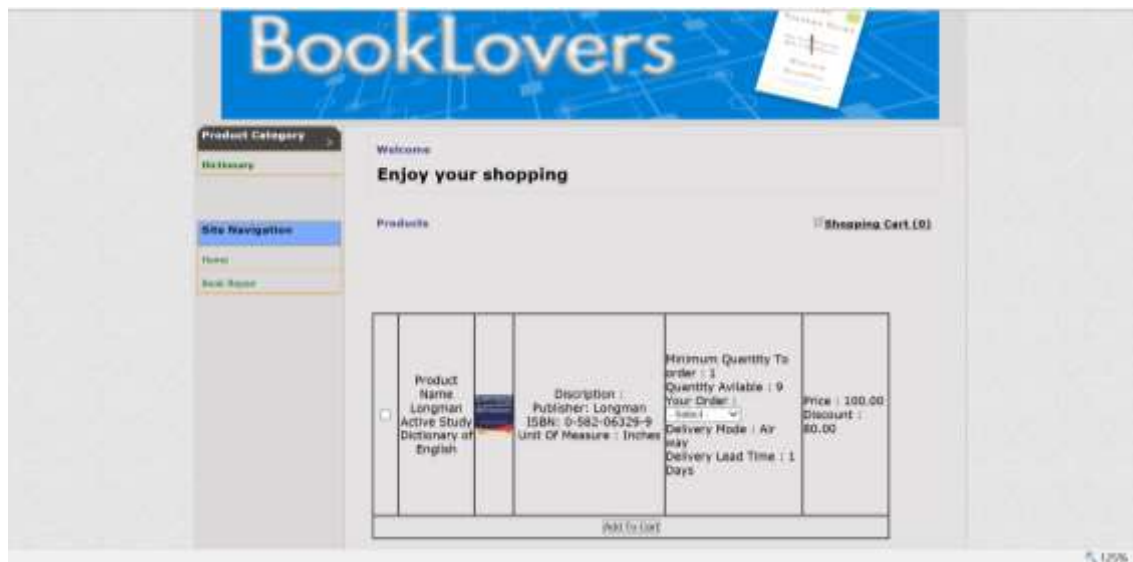 BookLovers
Product Category
Dictionary
Site Navigation
Home
Book Repor
Welcome
Enjoy your shopping
Products
Shopping Cart (0)
Product
Name
Longman
Active Study
Dictionary of
English
Discription :
Publisher: Longman
ISBN: 0-582-06329-9
Unit Of Measure : Inches
Minimum Quantity To
order : 1
Quantity Avilable : 9
Your Order :
Select
Delivery Mode : Air
way
Delivery Lead Time : 1
Days
Price : 100.00
Discount :
80.00
Add To Cart
125%